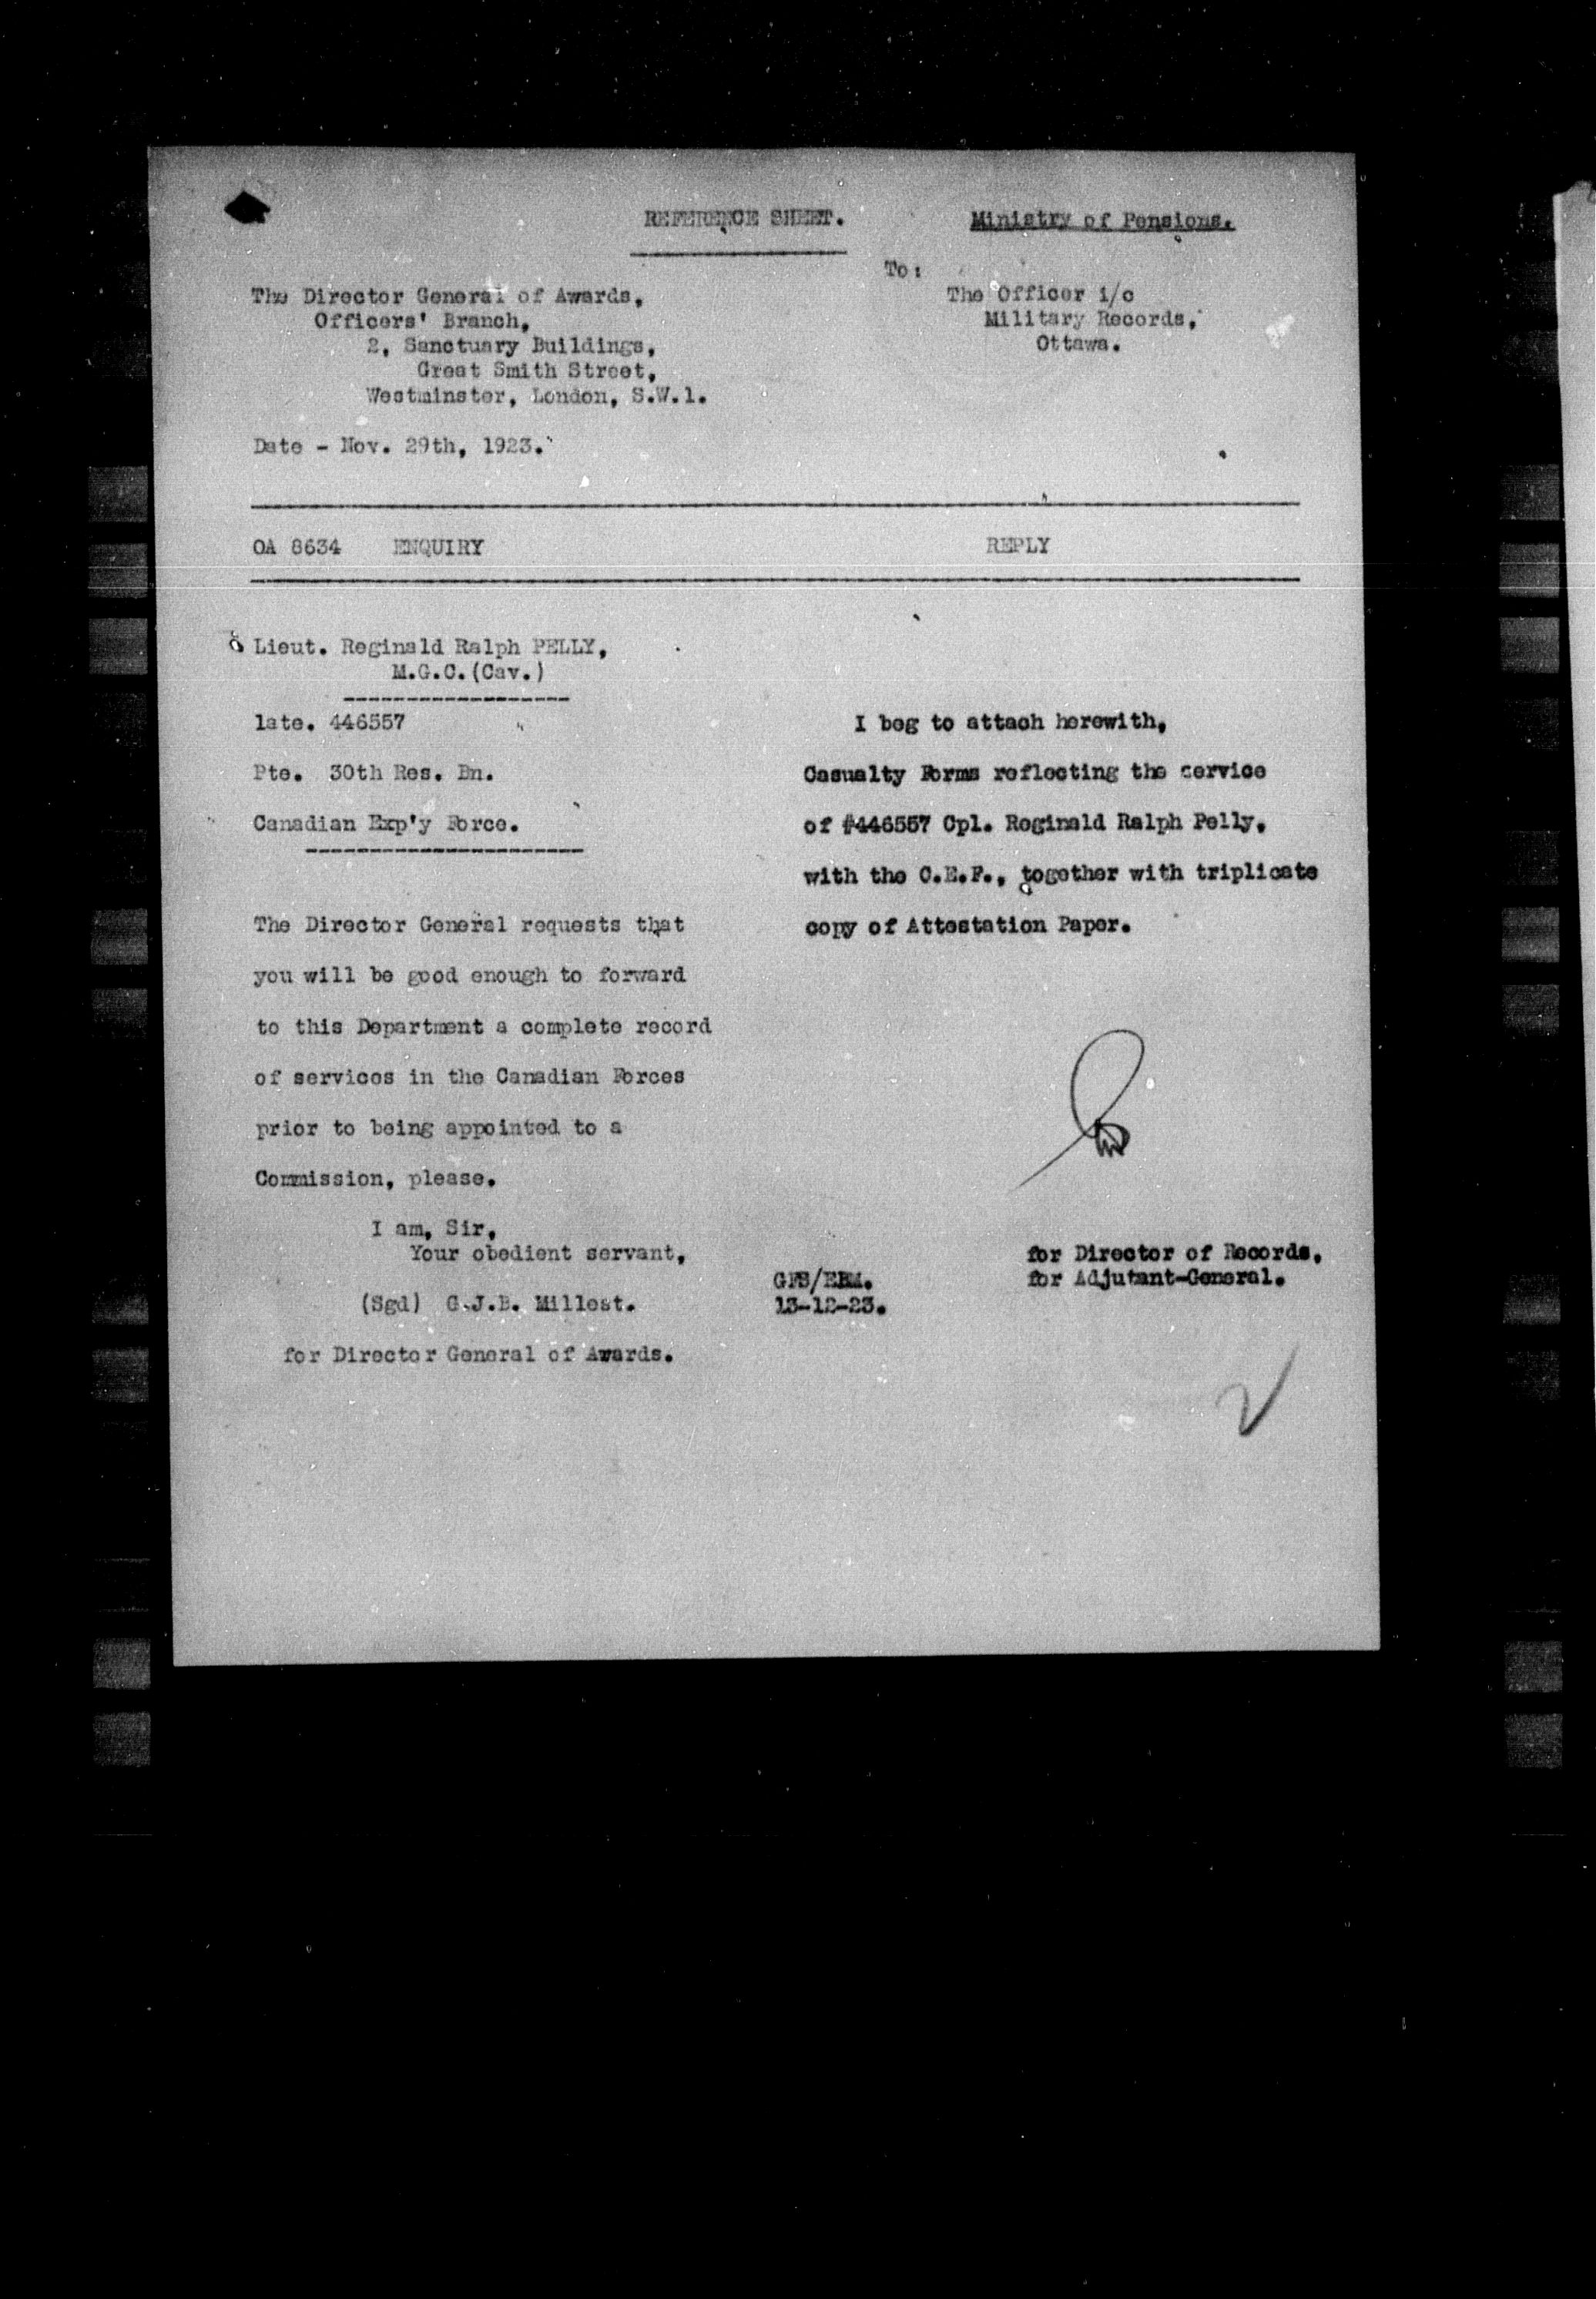 REFERENCE SHEET.
Ministry of Pensions.
The Director General of Awards,
Officers' Branch,
2, Sanctuary Buildings,
Great Smith Street,
Westminster, London, S.W.1.
To:
The Officer i/c
Military Records,
Ottawa.
Date - Nov. 29th, 1923.
OA 8634 ENQUIRY
REPLY
Lieut. Reginald Ralph PELLY,
M.G.C.(Cav.)
late. 446557
Pte. 30th Res. Bn.
Canadian Exp'y Force.
The Director General requests that
you will be good enough to forward
to this Department a complete record
of services in the Canadian Forces
prior to being appointed to a
Commission, please.
I am, Sir,
Your obedient servant,
(Sgd) G.J.B. Millest.
for Director General of Awards.
I beg to attach herewith,
Casualty Forms reflecting the service
of #446557 Cpl. Reginald Ralph Pelly,
with the C.E.F., together with triplicate
copy of Attestation Paper.
for Director of Records,
for Adjutant-General.
13-12-23.